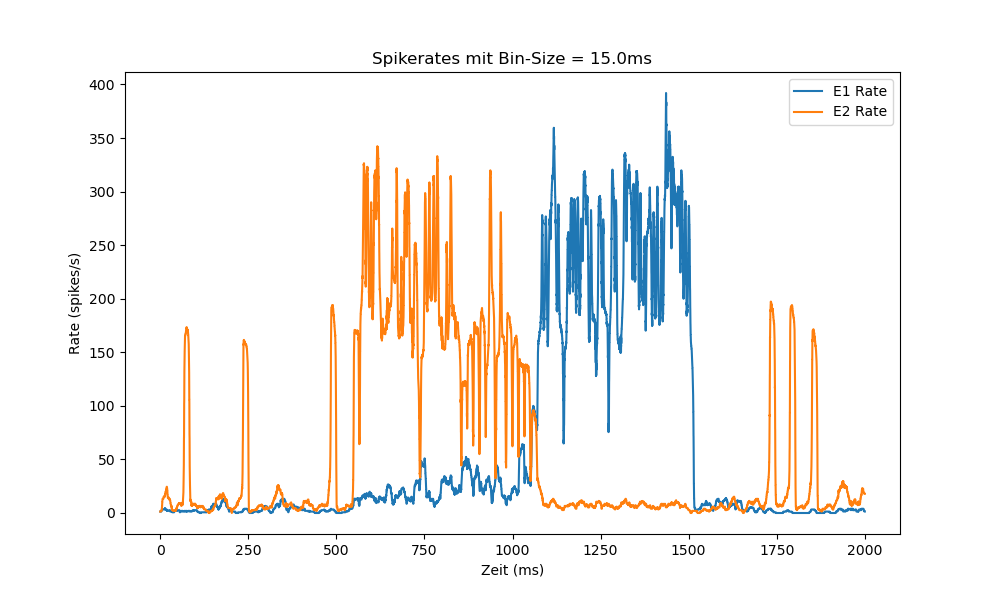 Spikerates mit Bin-Size = 15.0ms
E1 Rate
E2 Rate
400
350
300
250
200
150
100
50
0
Rate (spikes/s)
0 250 500 750 1000 1250 1500 1750 2000
Zeit (ms)